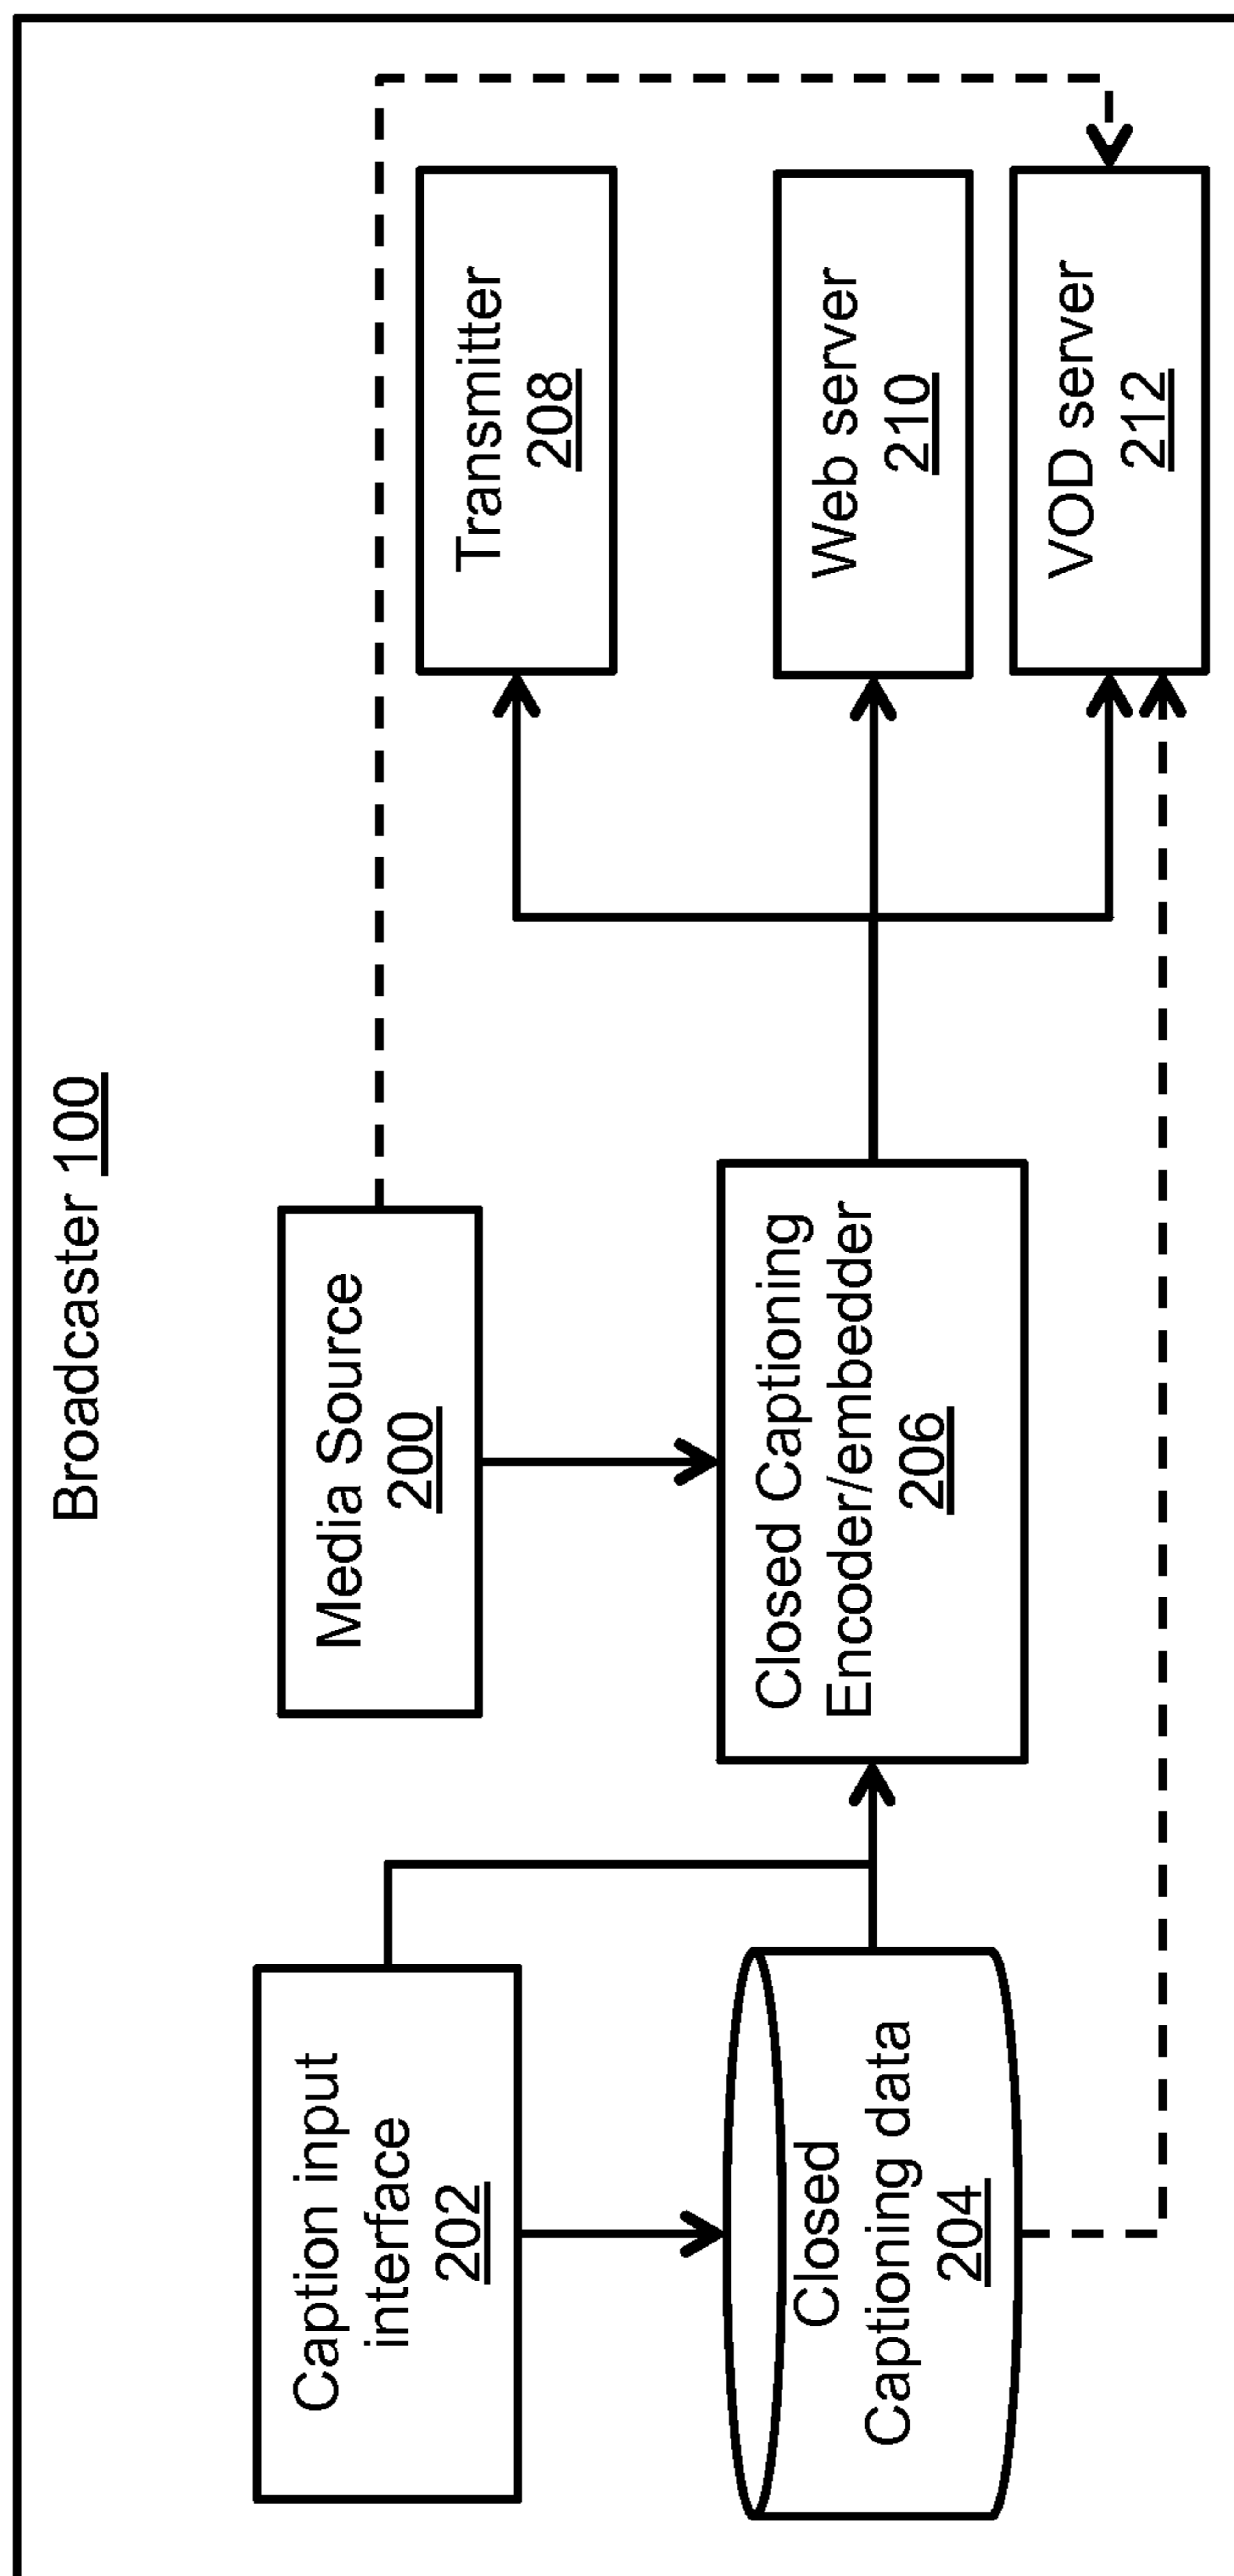 Broadcaster 100
Caption input
interface
202
Media Source
200
Transmitter
208
Closed
Captioning data
204
Closed Captioning
Encoder/embedder
206
Web server
210
VOD server
212